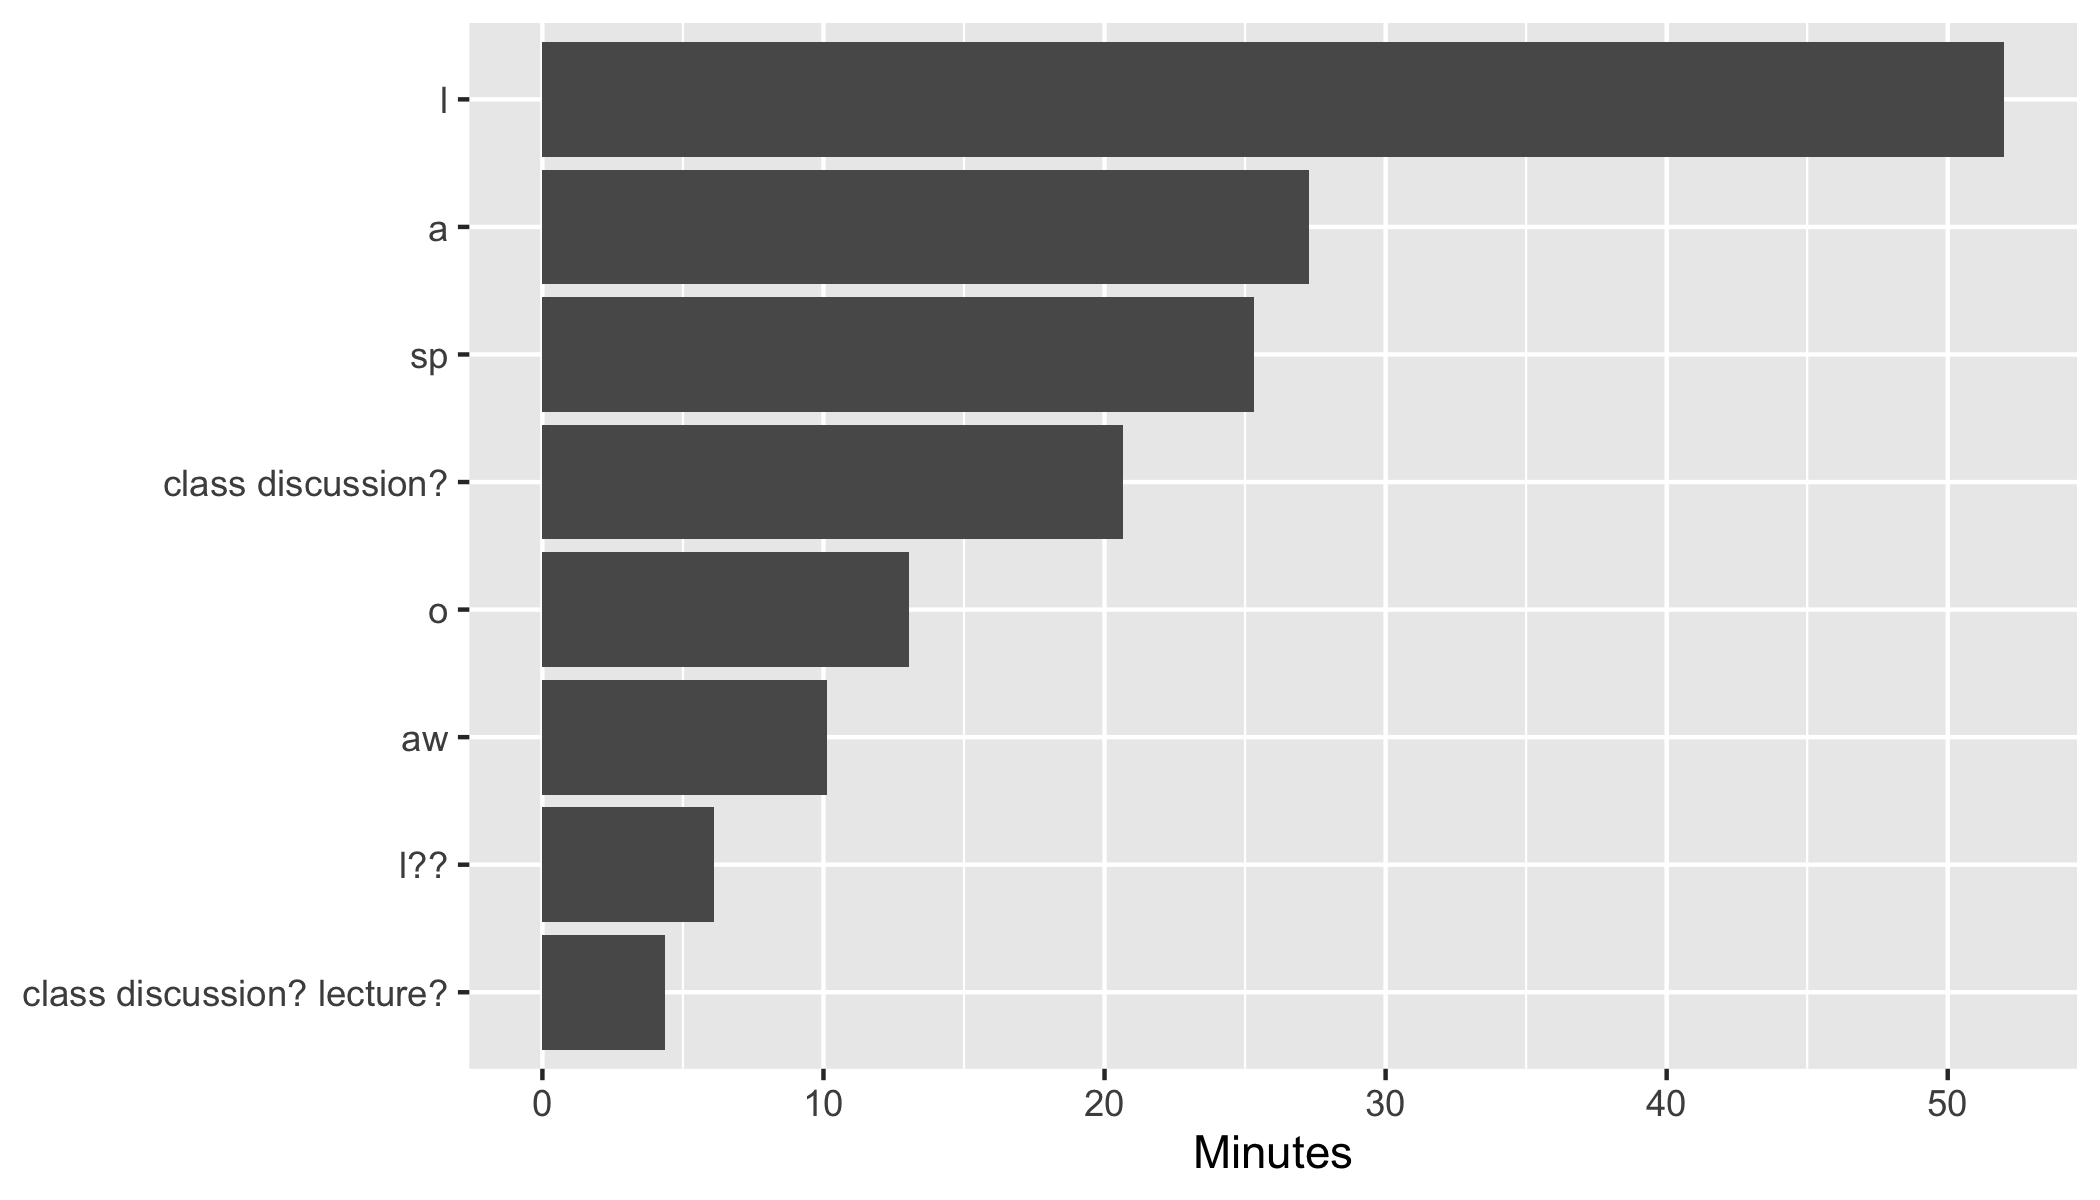 l
a
sp
class discussion?
o
aw
l??
class discussion? lecture?
0 10 20 30 40 50
Minutes